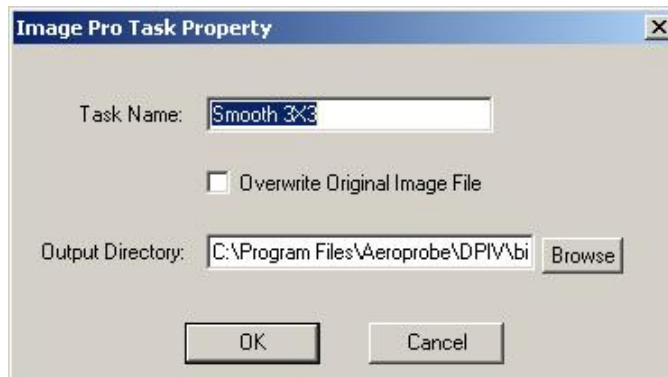 Image Pro Task Property
Task Name: Smooth 3X3
Overwrite Original Image File
Output Directory: C:\Program Files\Aeroprobe\DPIV\bi Browse
OK Cancel